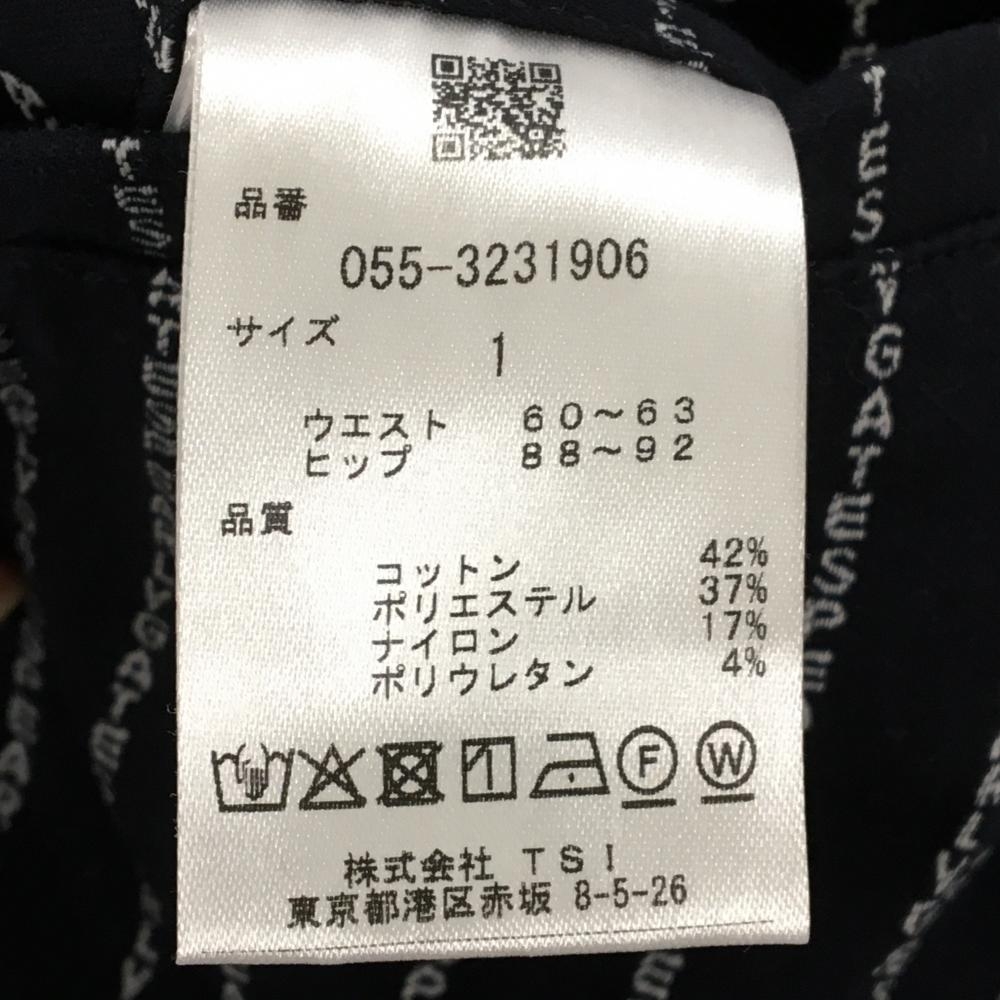 品番
055-3231906
サイズ
1
ウエスト 60～63
ヒップ 88～92
品質
コットン 42%
ポリエステル 37%
ナイロン 17%
ポリウレタン 4%
1
F
W
株式会社 TSI
東京都港区赤坂 8-5-26